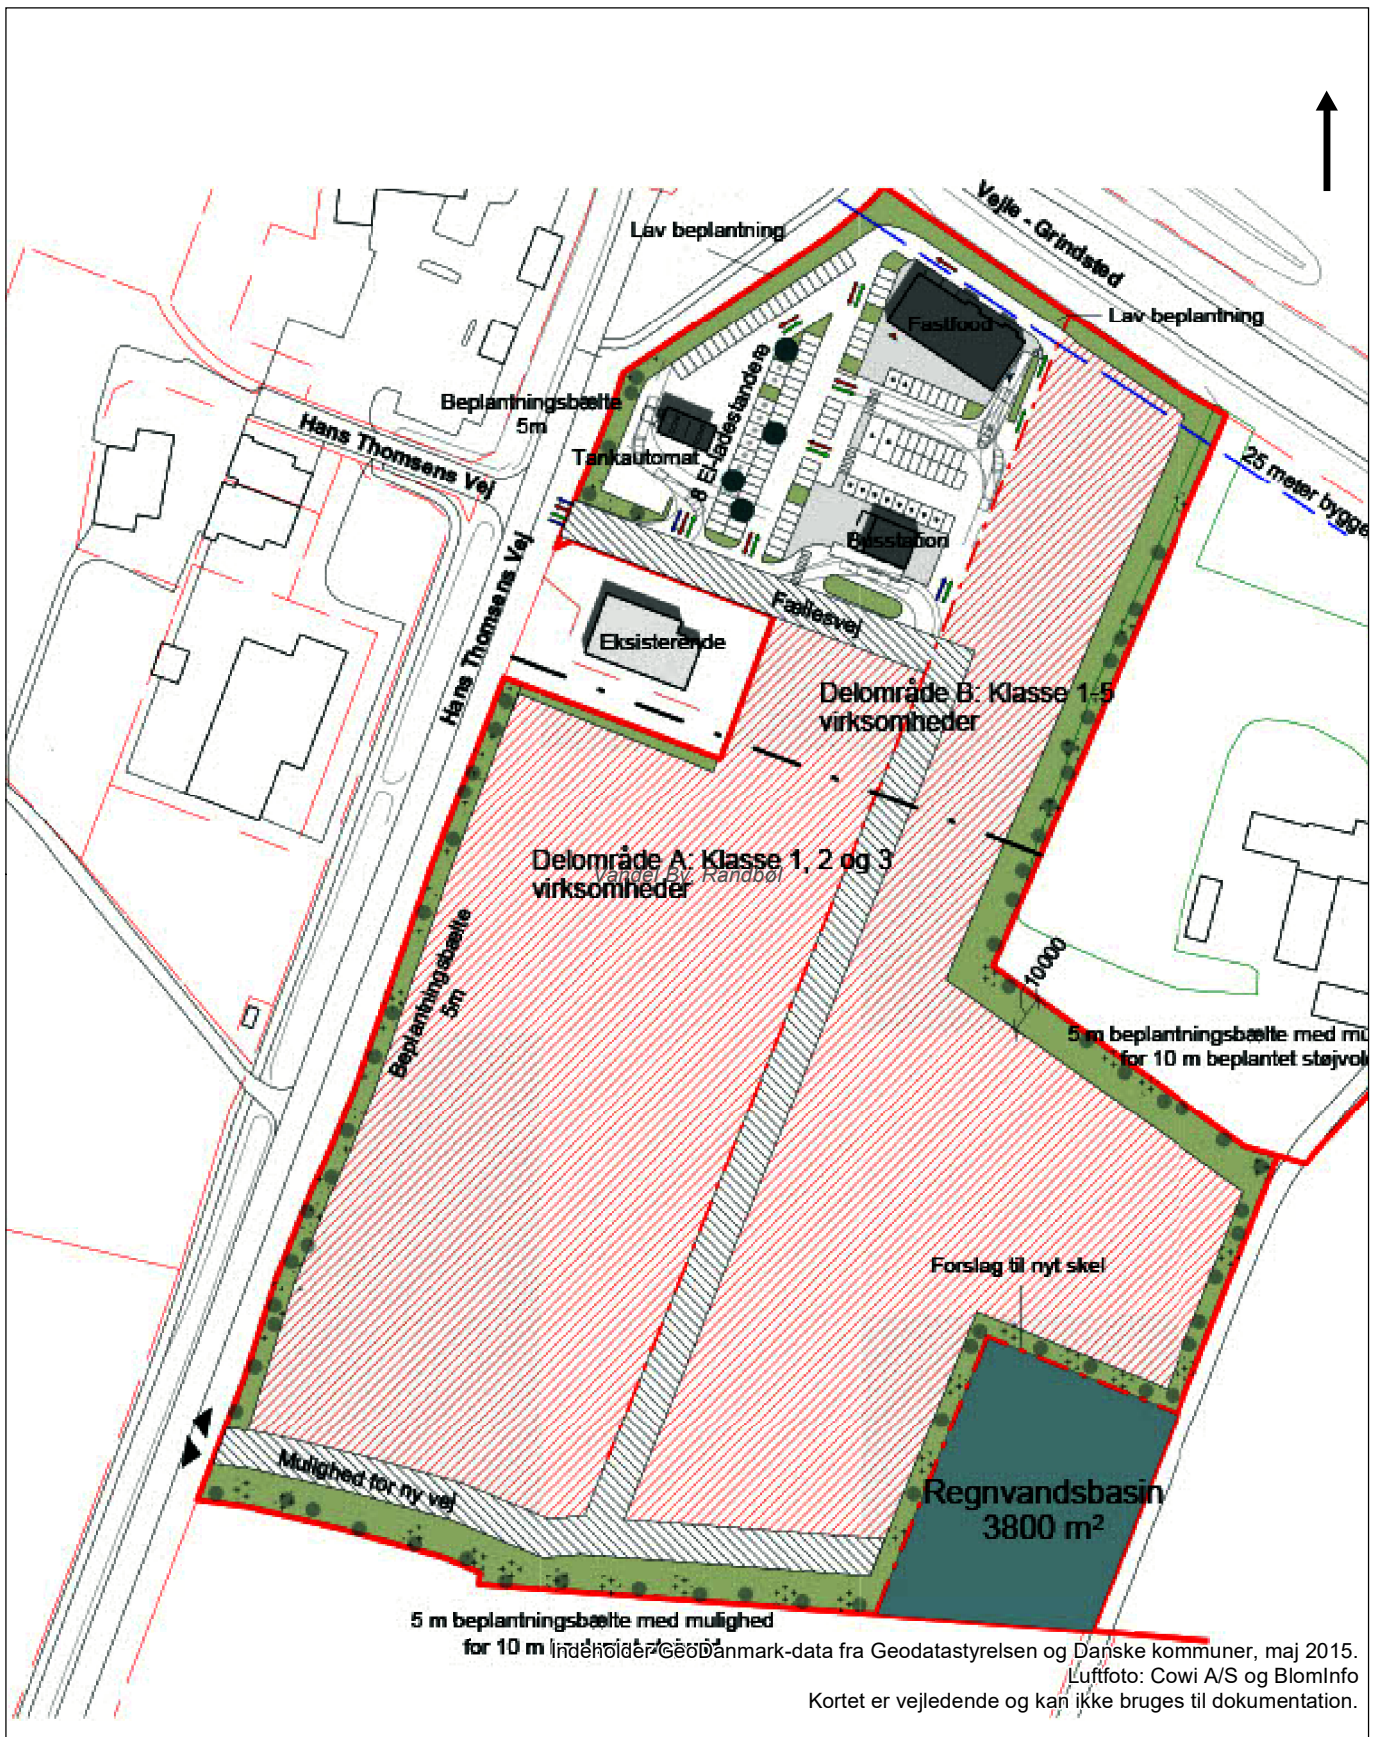 Vejle - Grindsted
Lav beplantning
Lav beplantning
Fastfood
Beplantningsbælte
5m
Hans Thomsens Vej
Tankautomat
8 El-ladestandere
25 meter bygge
Busstation
Hans Thomsens Vej
Fællesvej
Eksisterende
Delområde B: Klasse 1-5
virksomheder
Delområde A: Klasse 1, 2 og 3
virksomheder
Vandel By, Randbøl
Beplantningsbælte
5m
10000
5 m beplantningsbælte med mu
for 10 m beplantet støjvol
Forslag til nyt skel
Mulighed for ny vej
Regnvandsbasin
3800 m²
5 m beplantningsbælte med mulighed
for 10 m
Indeholder GeoDanmark-data fra Geodatastyrelsen og Danske kommuner, maj 2015.
Luftfoto: Cowi A/S og BlomInfo
Kortet er vejledende og kan ikke bruges til dokumentation.